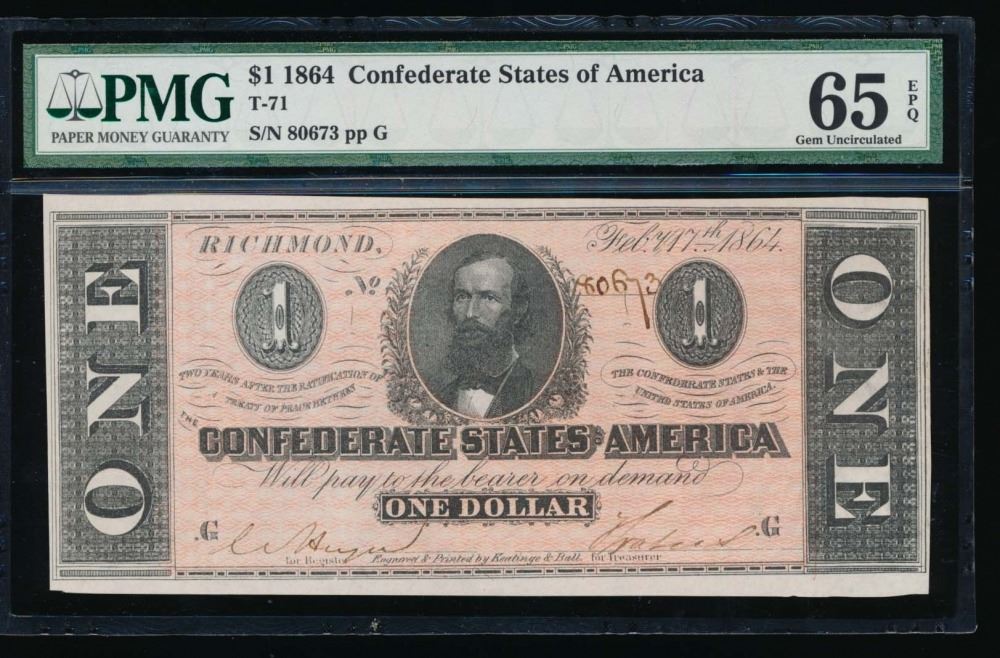 PMG
PAPER MONEY GUARANTY
$1 1864 Confederate States of America
T-71
S/N 80673 pp G
65
EPQ
Gem Uncirculated
RICHMOND,
Feby. 17th 1864.
No 80673
1
1
ONE
ONE
TWO YEARS AFTER THE RATIFICATION OF
A TREATY OF PEACE BETWEEN
THE CONFEDERATE STATES & THE
UNITED STATES OF AMERICA.
THE
CONFEDERATE STATES OF AMERICA
Will pay to the bearer on demand
ONE DOLLAR
.G
.G
for Register
Engraved & Printed by Keatinge & Ball.
for Treasurer